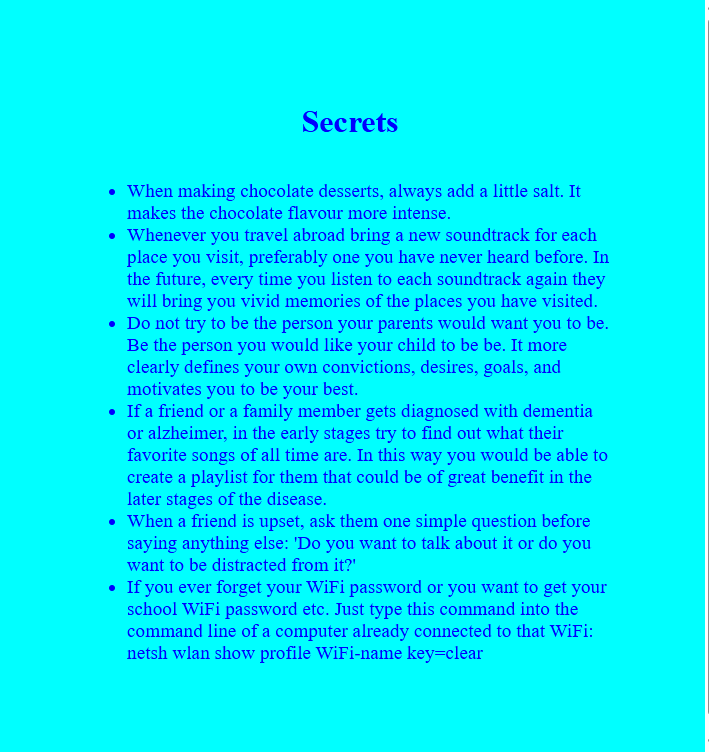 Secrets
• When making chocolate desserts, always add a little salt. It
makes the chocolate flavour more intense.
• Whenever you travel abroad bring a new soundtrack for each
place you visit, preferably one you have never heard before. In
the future, every time you listen to each soundtrack again they
will bring you vivid memories of the places you have visited.
• Do not try to be the person your parents would want you to be.
Be the person you would like your child to be be. It more
clearly defines your own convictions, desires, goals, and
motivates you to be your best.
• If a friend or a family member gets diagnosed with dementia
or alzheimer, in the early stages try to find out what their
favorite songs of all time are. In this way you would be able to
create a playlist for them that could be of great benefit in the
later stages of the disease.
• When a friend is upset, ask them one simple question before
saying anything else: 'Do you want to talk about it or do you
want to be distracted from it?'
• If you ever forget your WiFi password or you want to get your
school WiFi password etc. Just type this command into the
command line of a computer already connected to that WiFi:
netsh wlan show profile WiFi-name key=clear